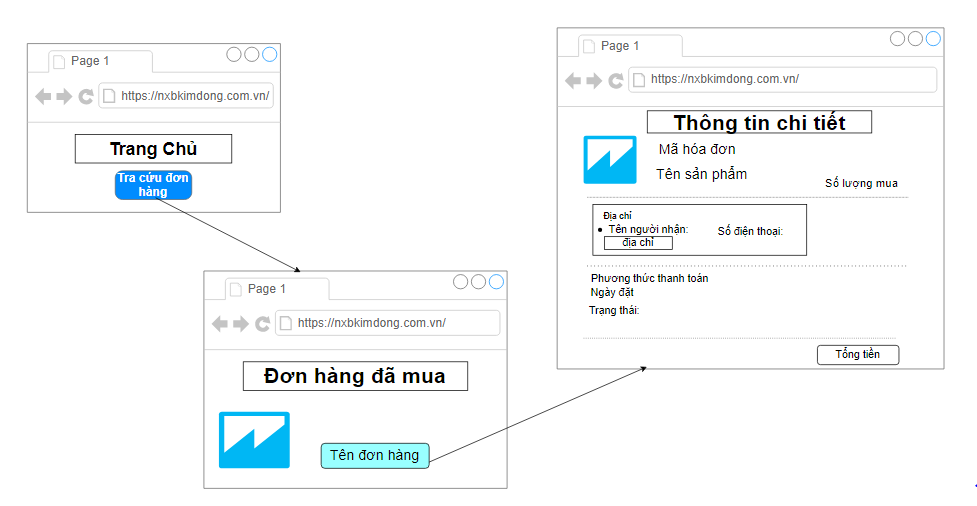 Page 1
https://nxbkimdong.com.vn/
Trang Chủ
Tra cứu đơn
hàng
Page 1
https://nxbkimdong.com.vn/
Đơn hàng đã mua
Tên đơn hàng
Page 1
https://nxbkimdong.com.vn/
Thông tin chi tiết
Mã hóa đơn
Tên sản phẩm
Số lượng mua
Địa chỉ
Tên người nhận:
Số điện thoại:
địa chỉ
Phương thức thanh toán
Ngày đặt
Trạng thái:
Tổng tiền